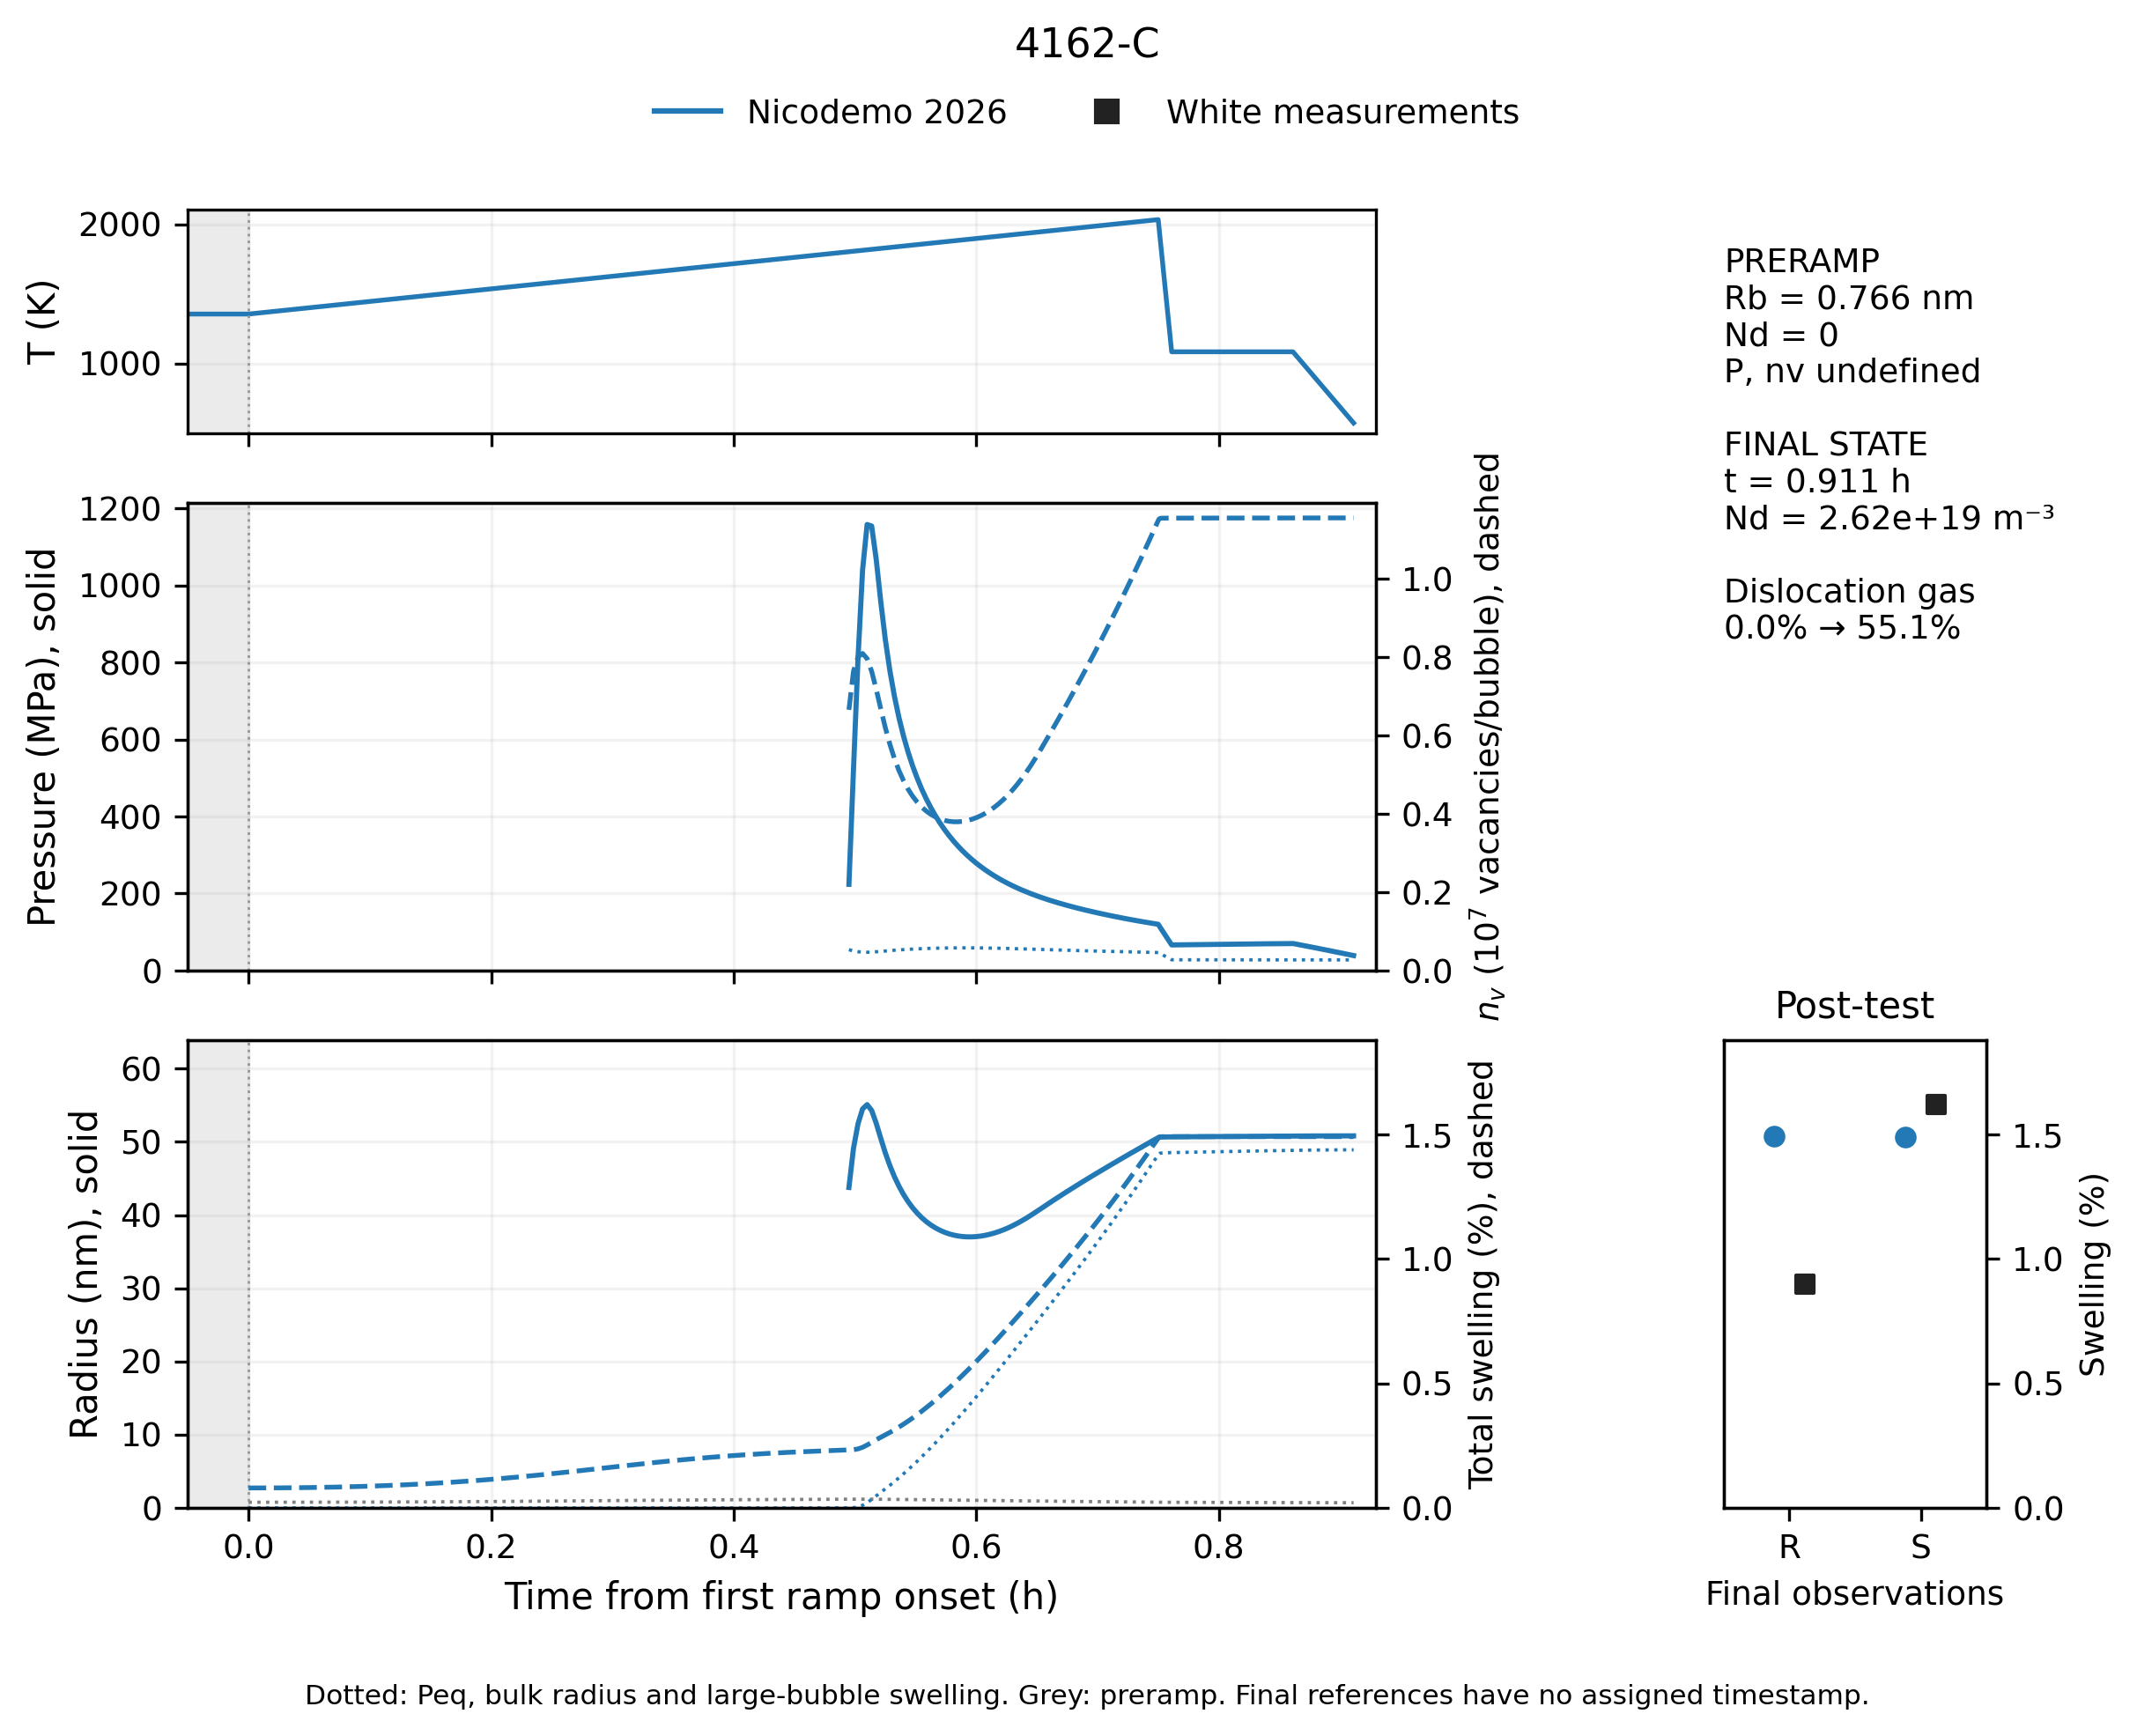 4162-C
Nicodemo 2026
White measurements
T (K)
2000
1000
PRERAMP
Rb = 0.766 nm
Nd = 0
P, nv undefined
FINAL STATE
t = 0.911 h
Nd = 2.62e+19 m⁻³
Dislocation gas
0.0% → 55.1%
Pressure (MPa), solid
1200
1000
800
600
400
200
0
1.0
0.8
0.6
0.4
0.2
0.0
n_v (10⁷ vacancies/bubble), dashed
Radius (nm), solid
60
50
40
30
20
10
0
1.5
1.0
0.5
0.0
Total swelling (%), dashed
0.0 0.2 0.4 0.6 0.8
Time from first ramp onset (h)
Post-test
1.5
1.0
0.5
0.0
Swelling (%)
R S
Final observations
Dotted: Peq, bulk radius and large-bubble swelling. Grey: preramp. Final references have no assigned timestamp.